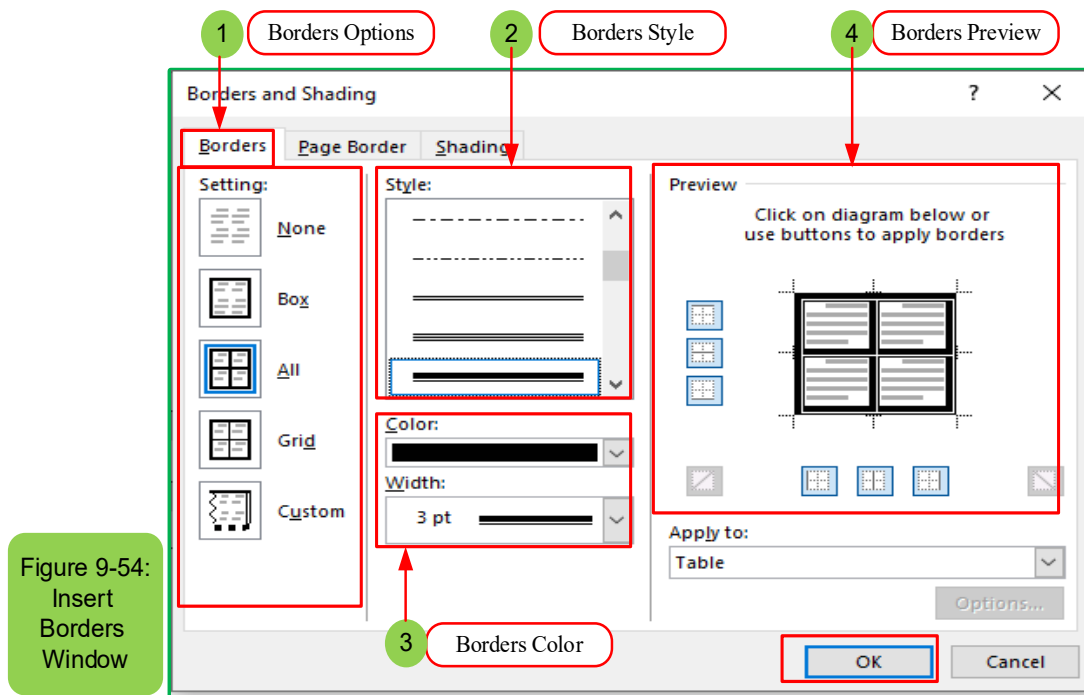 1 Borders Options
2 Borders Style
4 Borders Preview
Borders and Shading ? ×
Borders Page Border Shading
Setting:
None
Box
All
Grid
Custom
Style:
Color:
Width:
3 pt
Preview
Click on diagram below or
use buttons to apply borders
Apply to:
Table
Options...
OK Cancel
3 Borders Color
Figure 9-54:
Insert
Borders
Window